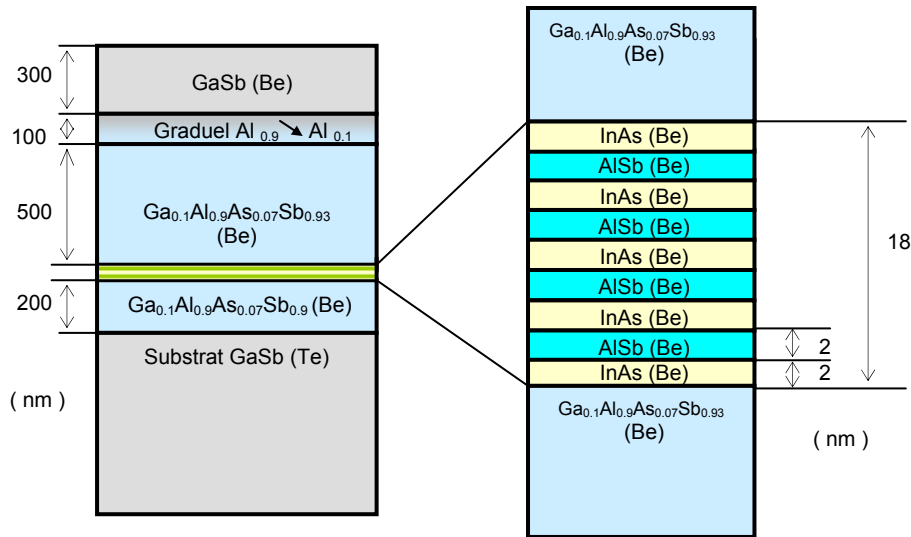 300
GaSb (Be)
100
Graduel Al 0.9 ↘ Al 0.1
500
Ga0.1Al0.9As0.07Sb0.93
(Be)
200
Ga0.1Al0.9As0.07Sb0.9 (Be)
Substrat GaSb (Te)
( nm )
Ga0.1Al0.9As0.07Sb0.93
(Be)
InAs (Be)
AlSb (Be)
InAs (Be)
AlSb (Be)
InAs (Be)
AlSb (Be)
InAs (Be)
AlSb (Be)
InAs (Be)
18
2
2
Ga0.1Al0.9As0.07Sb0.93
(Be)
( nm )